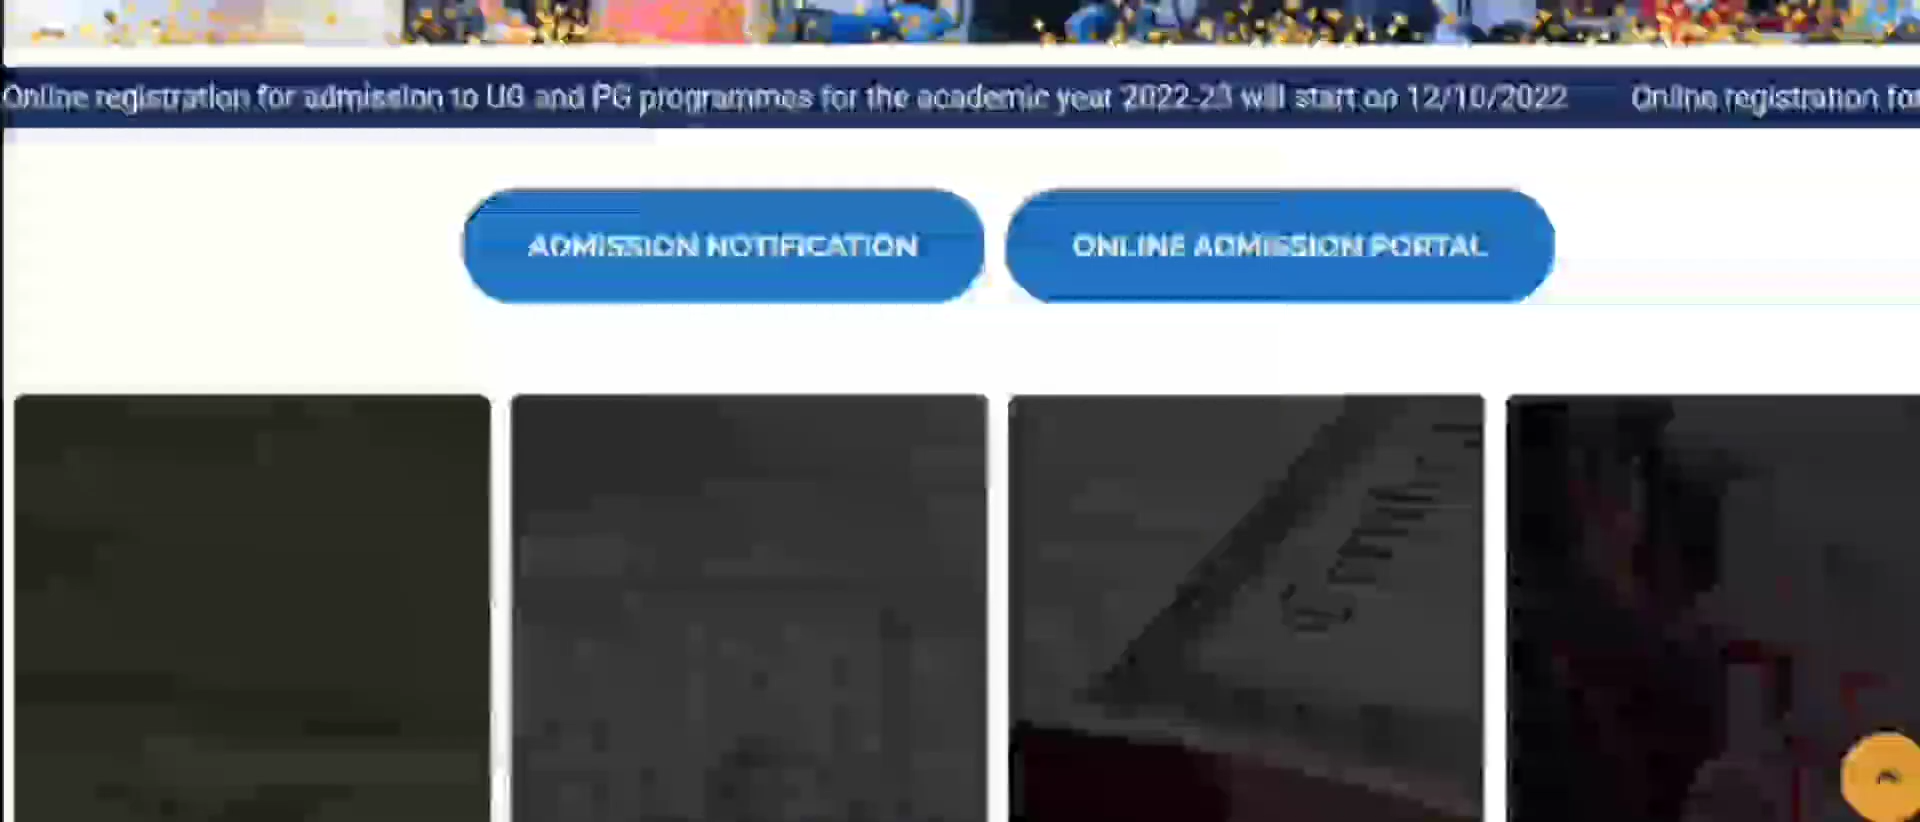 Online registration for admission to UG and PG programmes for the academic year 2022-23 will start on 12/10/2022 Online registration for
ADMISSION NOTIFICATION ONLINE ADMISSION PORTAL